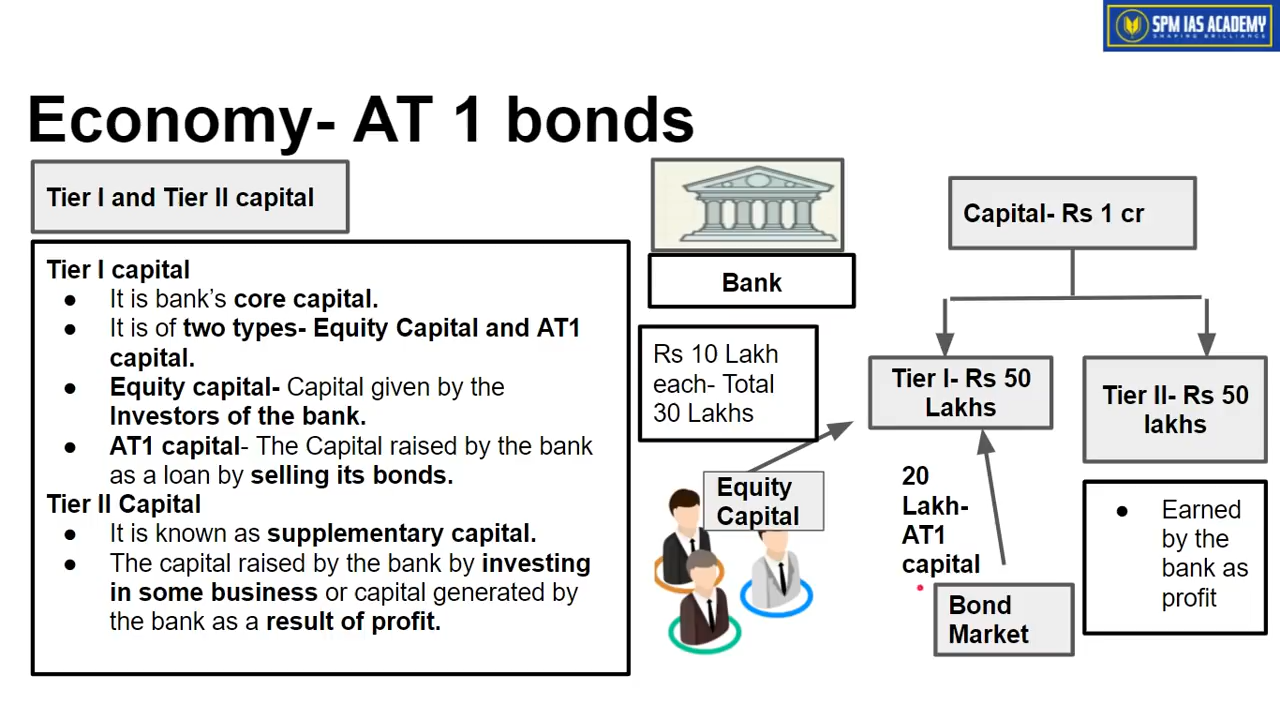 SPM IAS ACADEMY
SHAPING BRILLIANCE
Economy- AT 1 bonds
Tier I and Tier II capital
Tier I capital
● It is bank’s core capital.
● It is of two types- Equity Capital and AT1
capital.
● Equity capital- Capital given by the
Investors of the bank.
● AT1 capital- The Capital raised by the bank
as a loan by selling its bonds.
Tier II Capital
● It is known as supplementary capital.
● The capital raised by the bank by investing
in some business or capital generated by
the bank as a result of profit.
Bank
Rs 10 Lakh
each- Total
30 Lakhs
Equity
Capital
Capital- Rs 1 cr
Tier I- Rs 50
Lakhs
20
Lakh-
AT1
capital
Bond
Market
Tier II- Rs 50
lakhs
● Earned
by the
bank as
profit